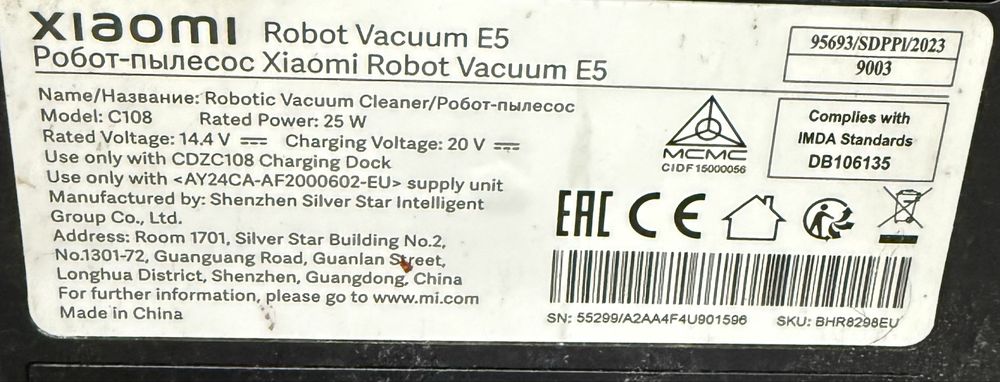 xiaomi Robot Vacuum E5
Робот-пылесос Xiaomi Robot Vacuum E5
Name/Название: Robotic Vacuum Cleaner/Робот-пылесос
Model: C108 Rated Power: 25 W
Rated Voltage: 14.4 V Charging Voltage: 20 V
Use only with CDZC108 Charging Dock
Use only with <AY24CA-AF2000602-EU> supply unit
Manufactured by: Shenzhen Silver Star Intelligent
Group Co., Ltd.
Address: Room 1701, Silver Star Building No.2,
No.1301-72, Guanguang Road, Guanlan Street,
Longhua District, Shenzhen, Guangdong, China
For further information, please go to www.mi.com
Made in China
95693/SDPPI/2023
9003
MCMC
CIDF15000056
Complies with
IMDA Standards
DB106135
EAC CE
SN: 55299/A2AA4F4U901596 SKU: BHR8298EU